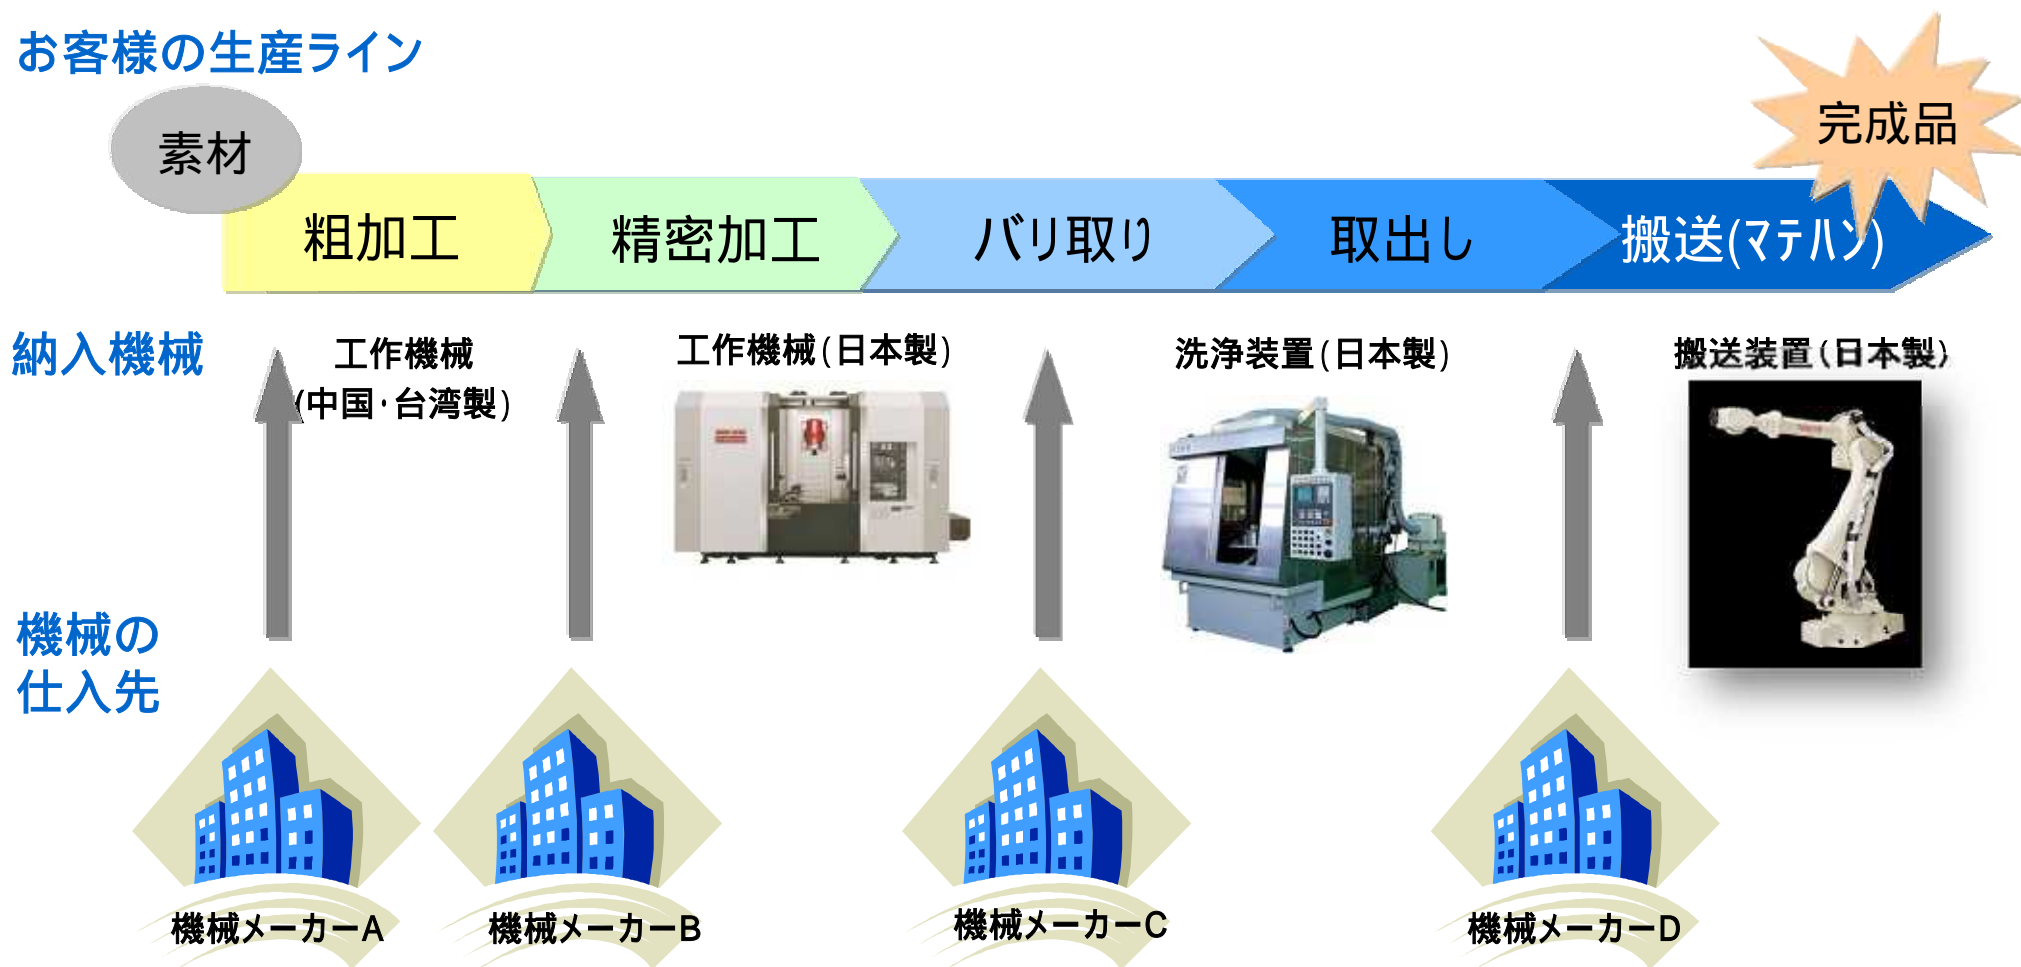 お客様の生産ライン
完成品
素材
粗加工
精密加工
バリ取り
取出し
搬送(マテハン)
納入機械
工作機械
(中国・台湾製)
工作機械(日本製)
洗浄装置(日本製)
搬送装置(日本製)
機械の
仕入先
機械メーカーA
機械メーカーB
機械メーカーC
機械メーカーD